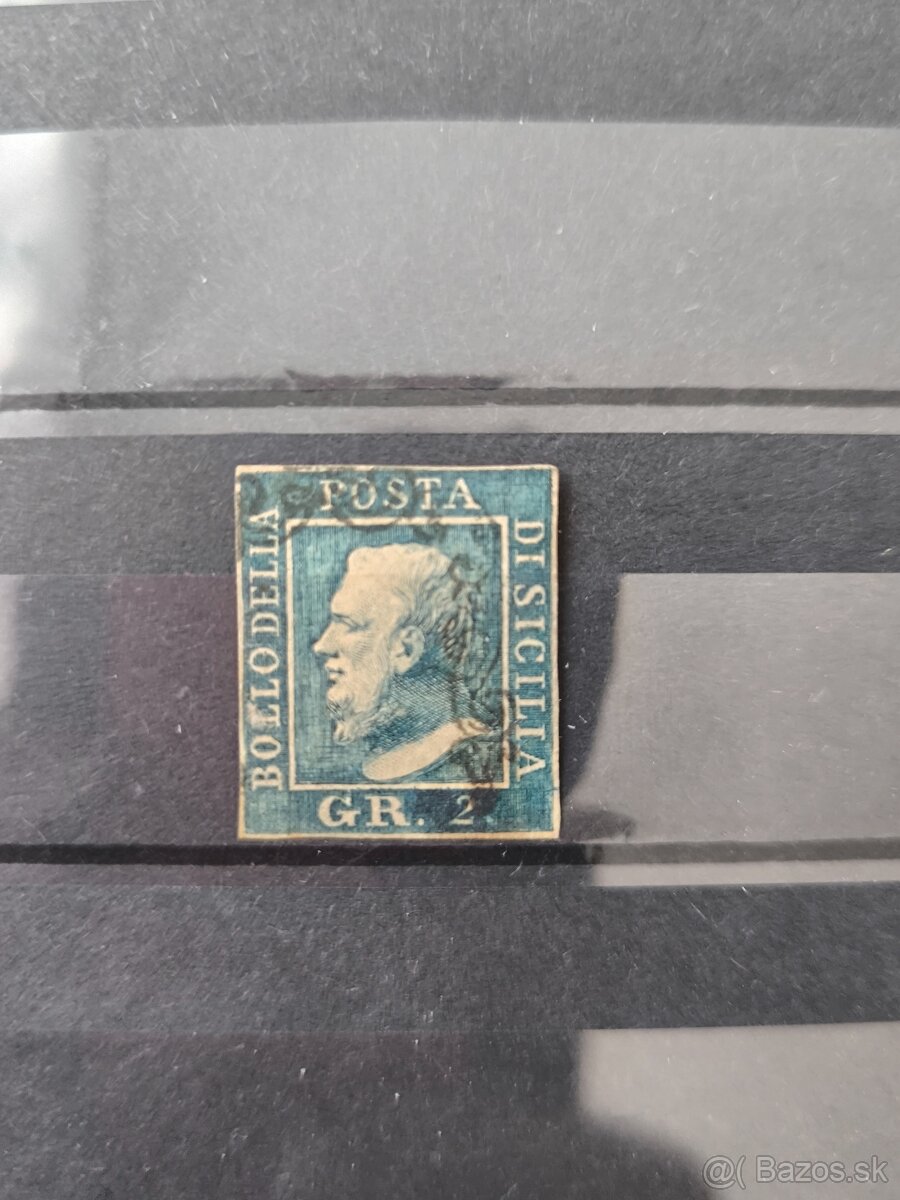 POSTA
BOLLO DELLA
DI SICILIA
GR. 2.
@( Bazos.sk